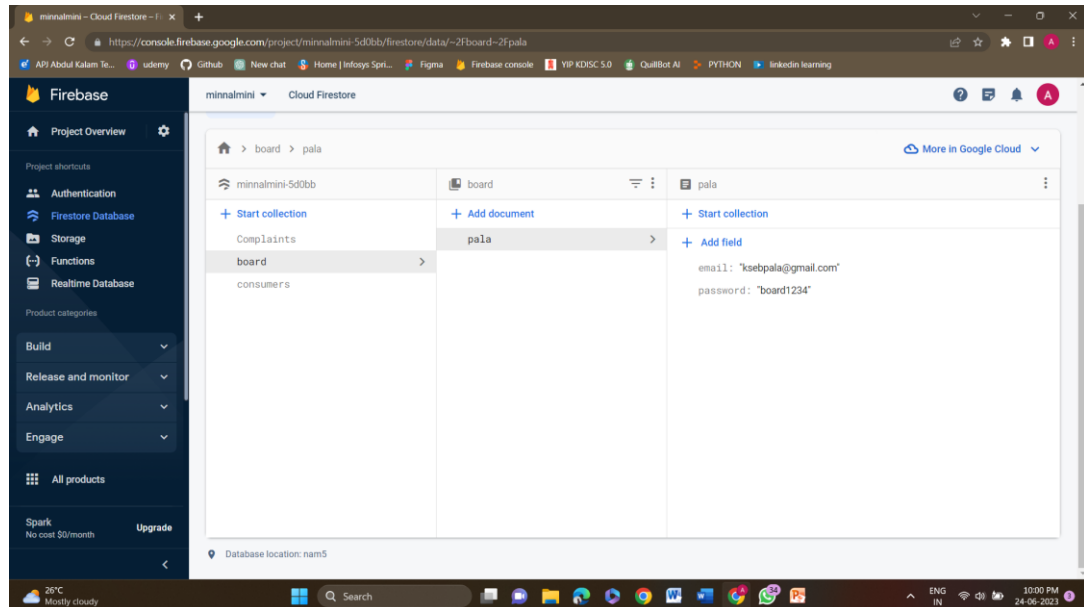 minnalmini – Cloud Firestore – Fi
https://console.firebase.google.com/project/minnalmini-5d0bb/firestore/data/~2Fboard~2Fpala
APJ Abdul Kalam Te... udemy Github New chat Home | Infosys Spri... Figma Firebase console YIP KDISC 5.0 QuillBot AI PYTHON linkedin learning
Firebase
minnalmini Cloud Firestore
A
Project Overview
board > pala
More in Google Cloud
Project shortcuts
minnalmini-5d0bb board pala
Authentication
+ Start collection + Add document + Start collection
Firestore Database
Complaints pala + Add field
Storage
board
Functions
email: "ksebpala@gmail.com"
consumers
Realtime Database
password: "board1234"
Product categories
Build
Release and monitor
Analytics
Engage
All products
Spark
No cost $0/month
Upgrade
Database location: nam5
26°C
Mostly cloudy
Search
34
ENG
IN
10:00 PM
24-06-2023